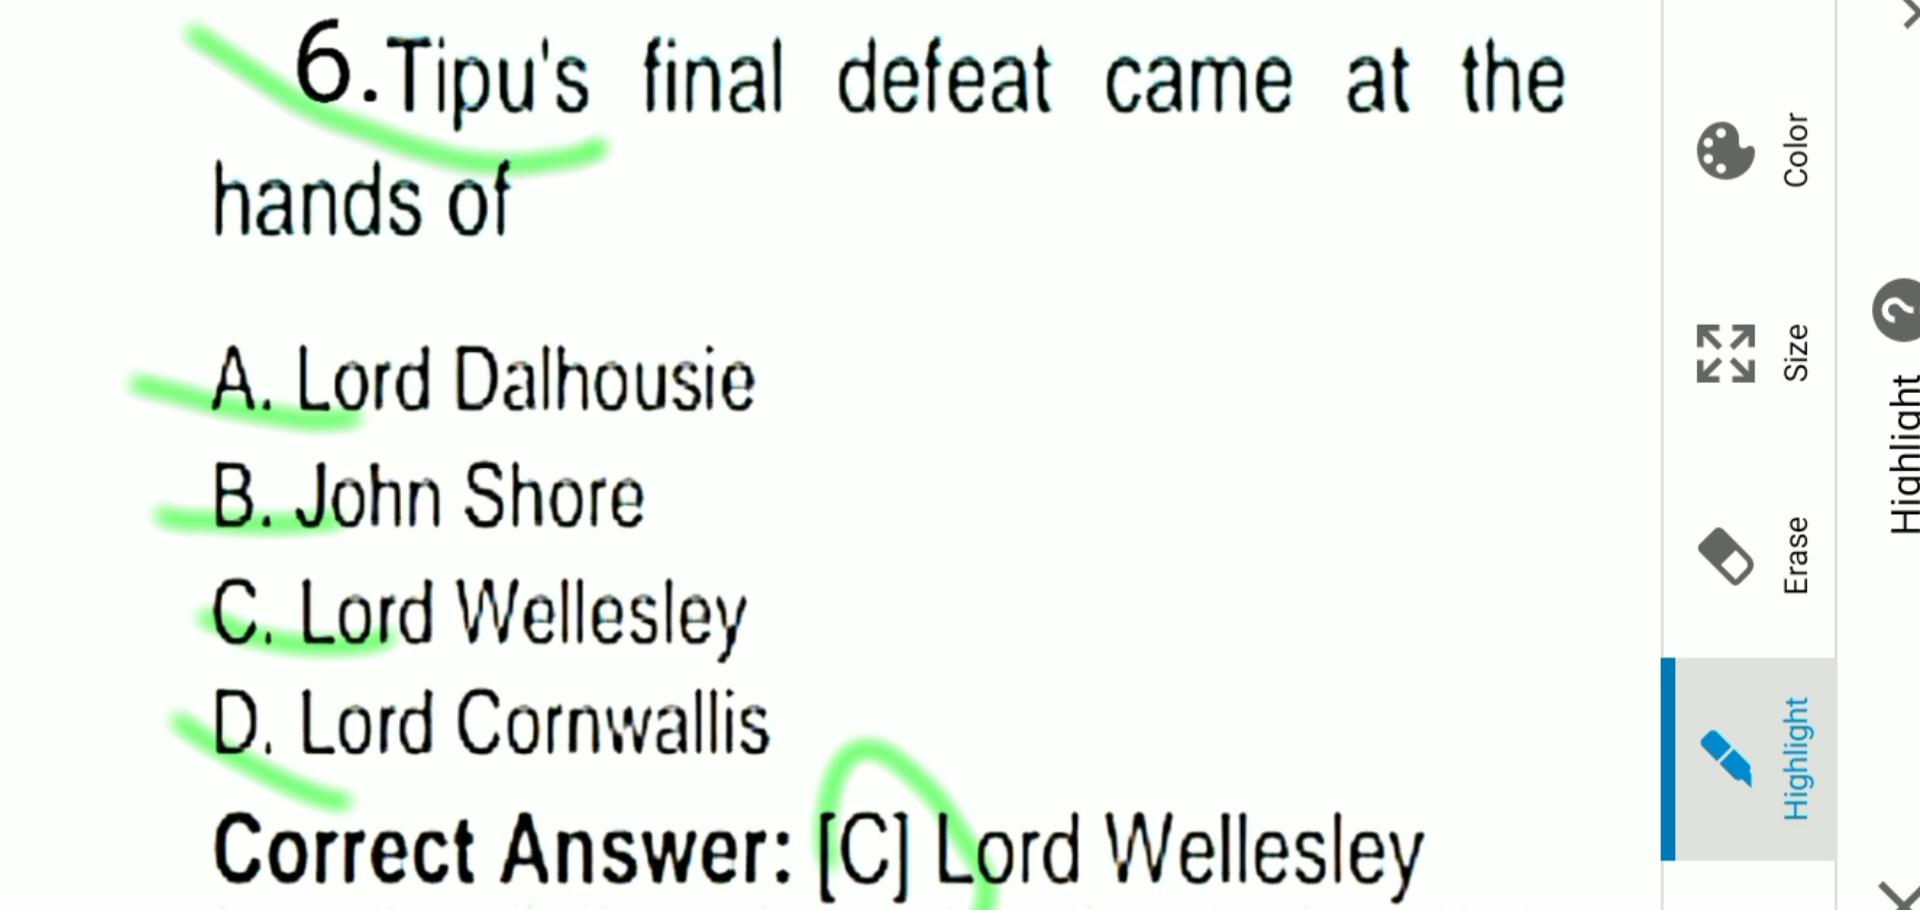 6.Tipu's final defeat came at the
hands of
A. Lord Dalhousie
B. John Shore
C. Lord Wellesley
D. Lord Cornwallis
Correct Answer: [C] Lord Wellesley
Color
Size
Erase
Highlight
Highlight